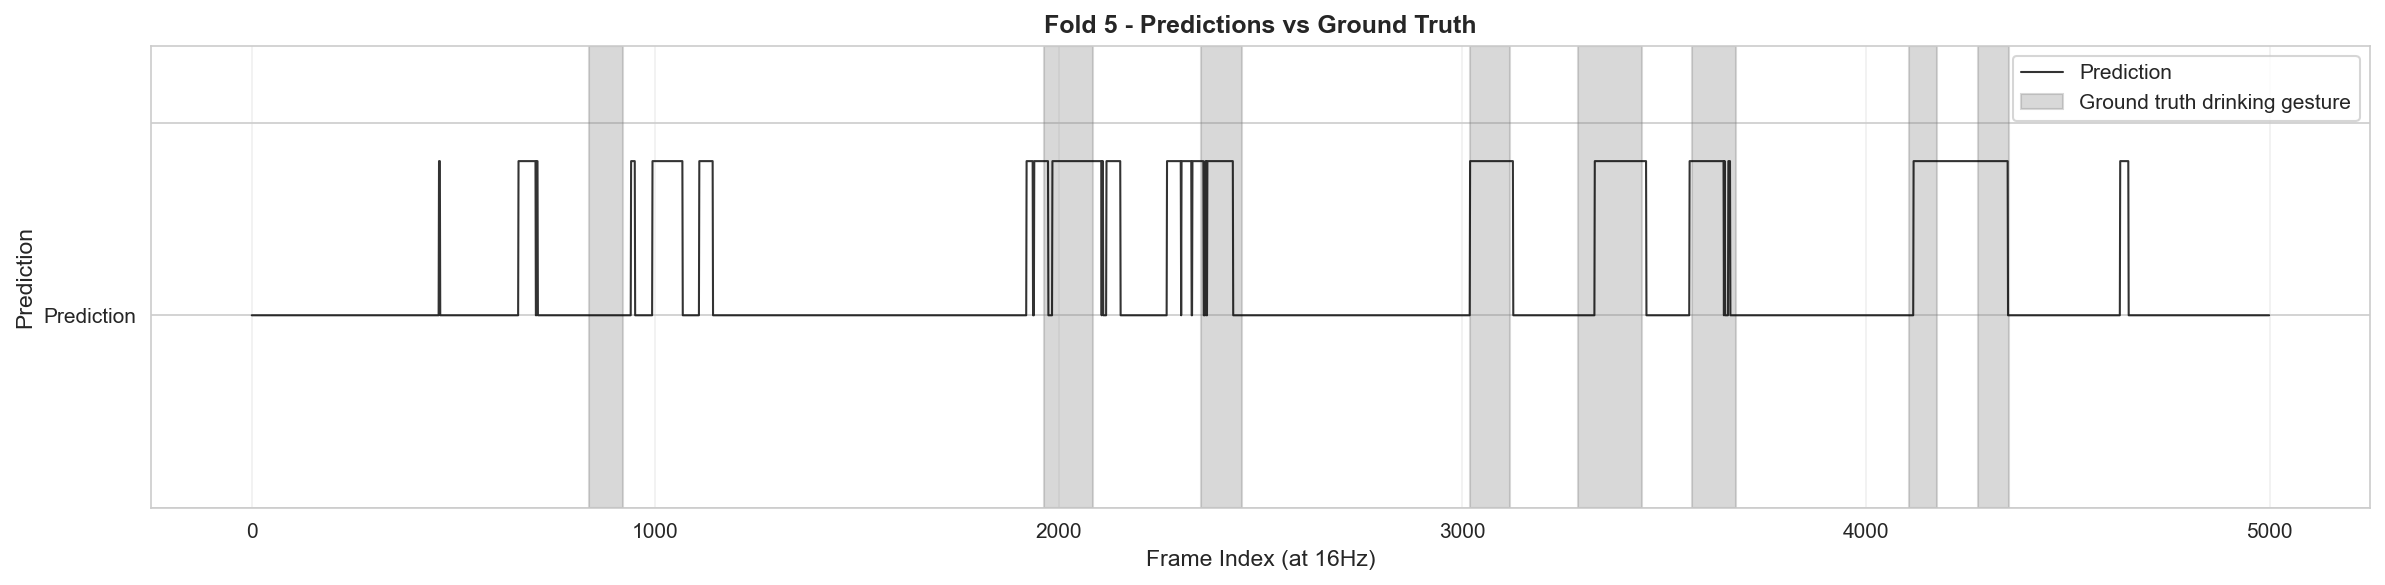 Fold 5 - Predictions vs Ground Truth
Prediction
Ground truth drinking gesture
Prediction
Prediction
0 1000 2000 3000 4000 5000
Frame Index (at 16Hz)